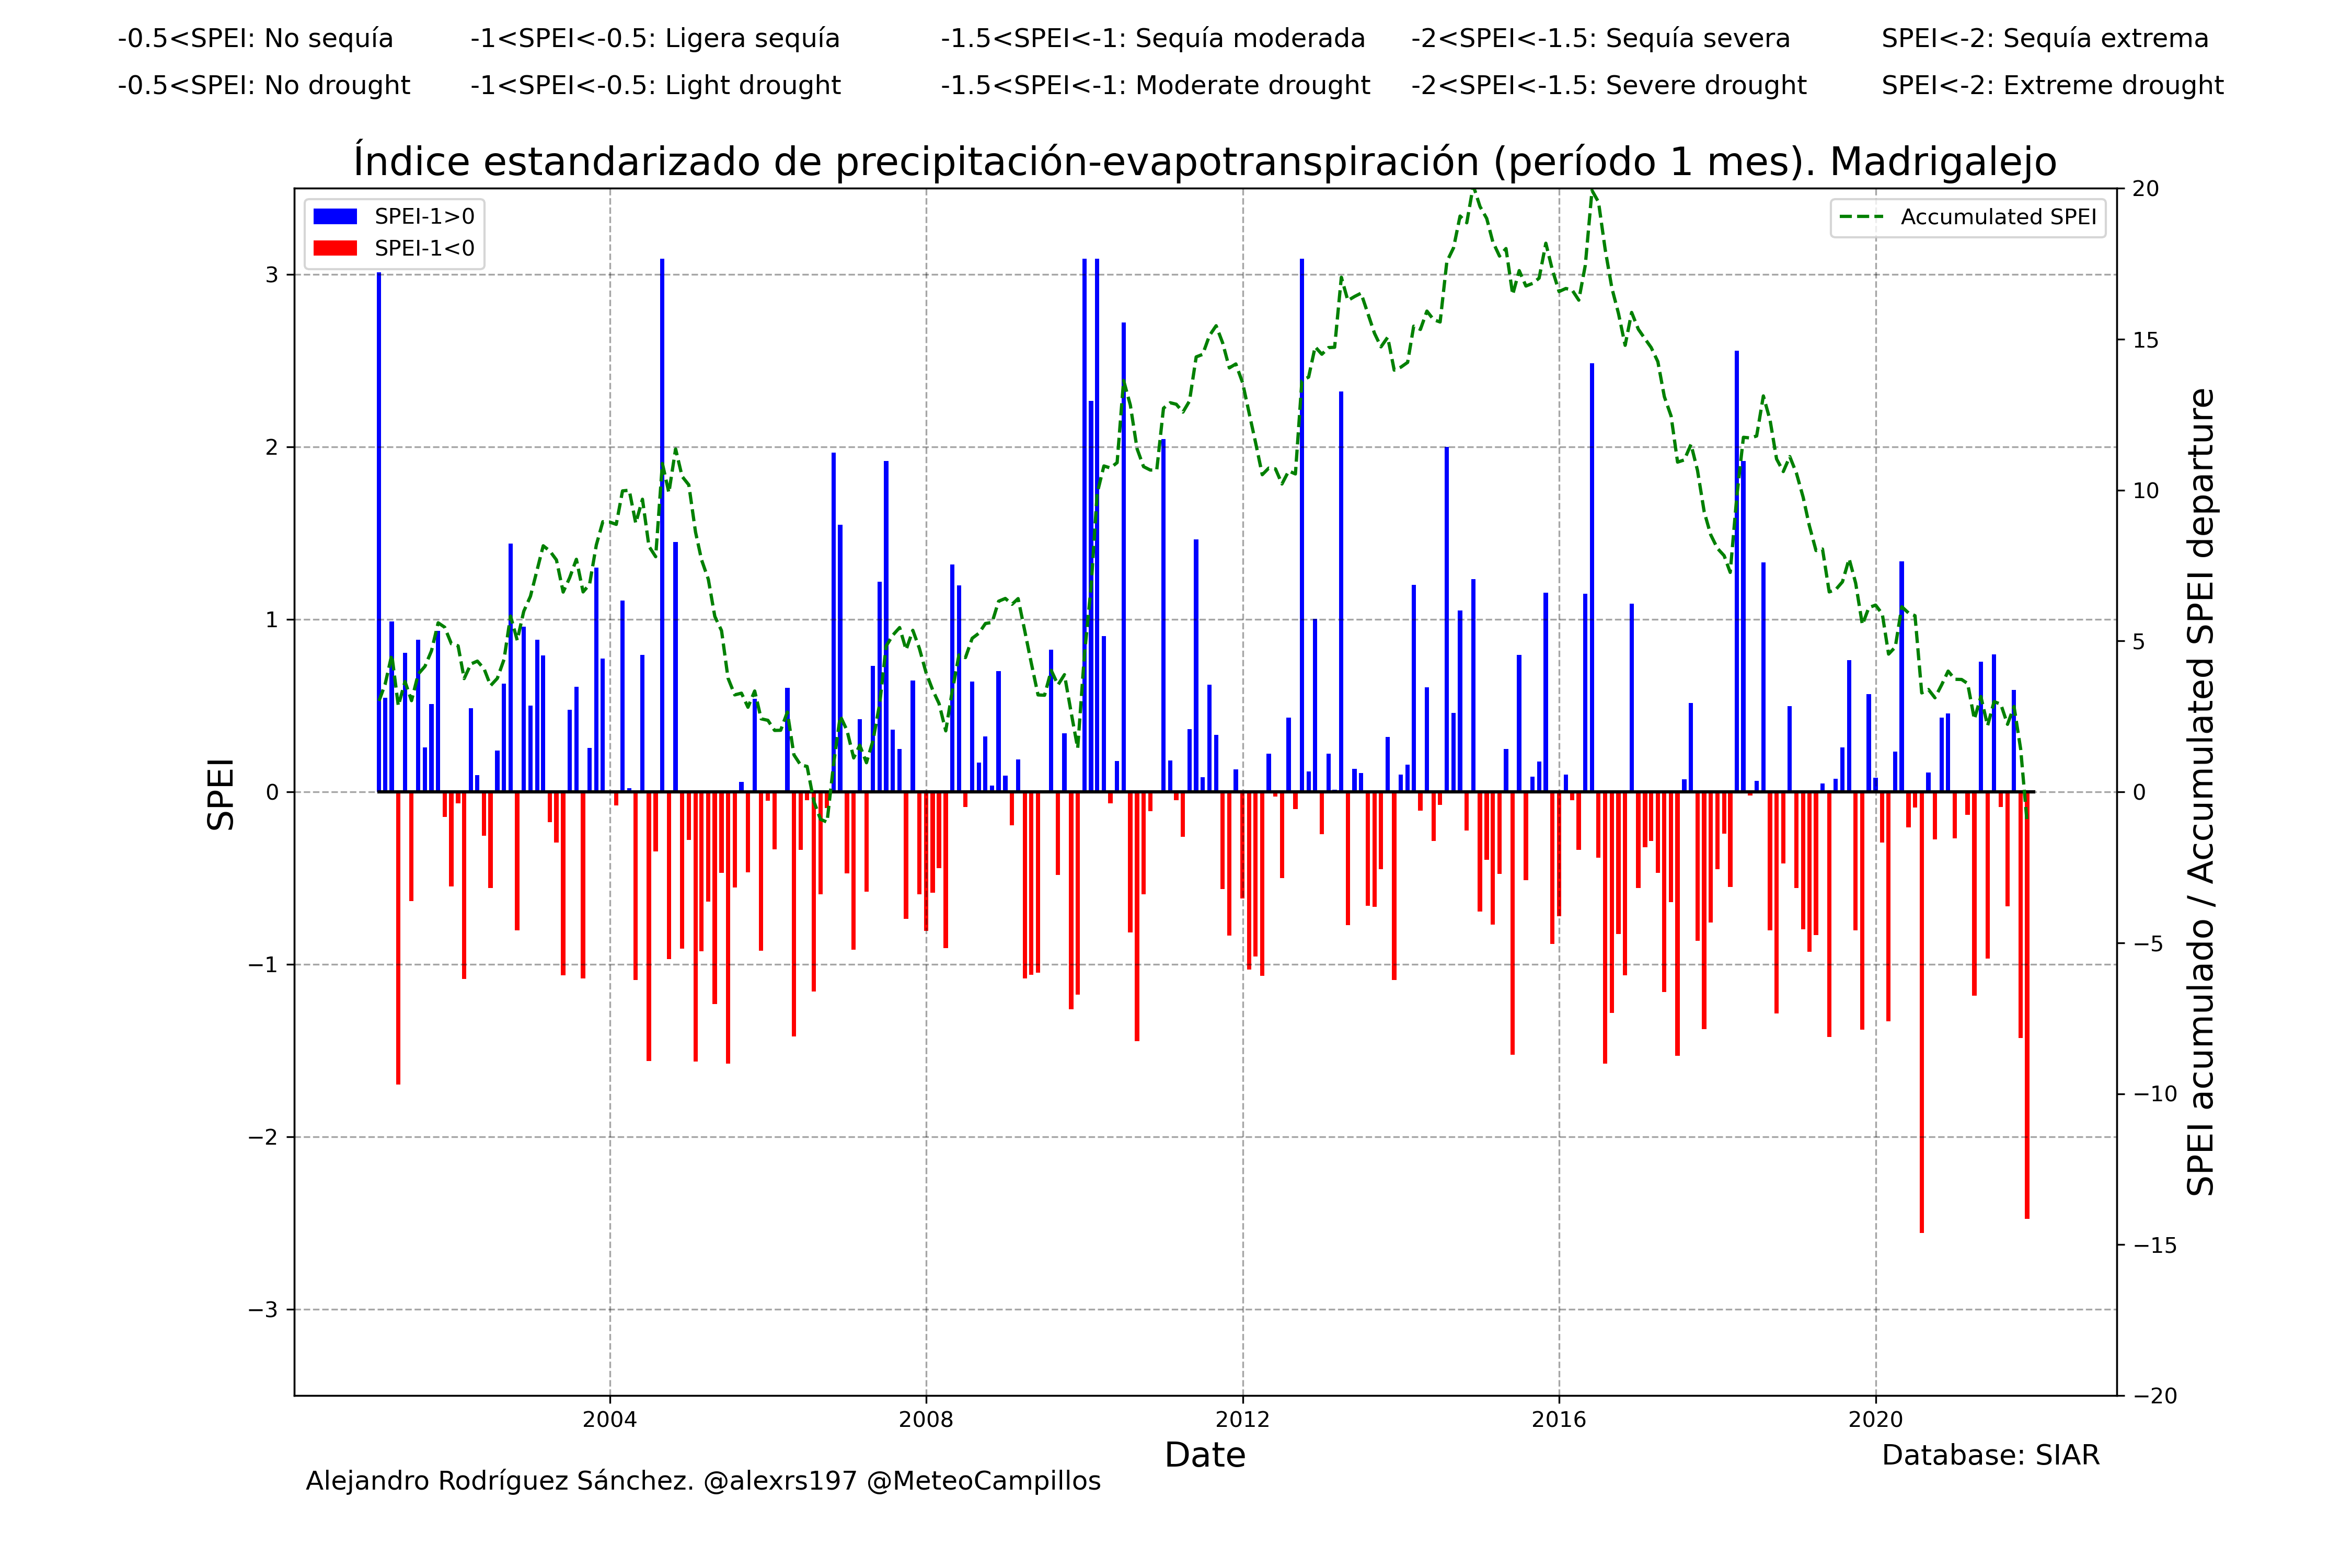 -0.5<SPEI: No sequía
-1<SPEI<-0.5: Ligera sequía
-1.5<SPEI<-1: Sequía moderada
-2<SPEI<-1.5: Sequía severa
SPEI<-2: Sequía extrema
-0.5<SPEI: No drought
-1<SPEI<-0.5: Light drought
-1.5<SPEI<-1: Moderate drought
-2<SPEI<-1.5: Severe drought
SPEI<-2: Extreme drought
Índice estandarizado de precipitación-evapotranspiración (período 1 mes). Madrigalejo
SPEI-1>0
SPEI-1<0
Accumulated SPEI
SPEI
3
2
1
0
−1
−2
−3
20
15
10
5
0
−5
−10
−15
−20
SPEI acumulado / Accumulated SPEI departure
2004
2008
2012
2016
2020
Date
Database: SIAR
Alejandro Rodríguez Sánchez. @alexrs197 @MeteoCampillos